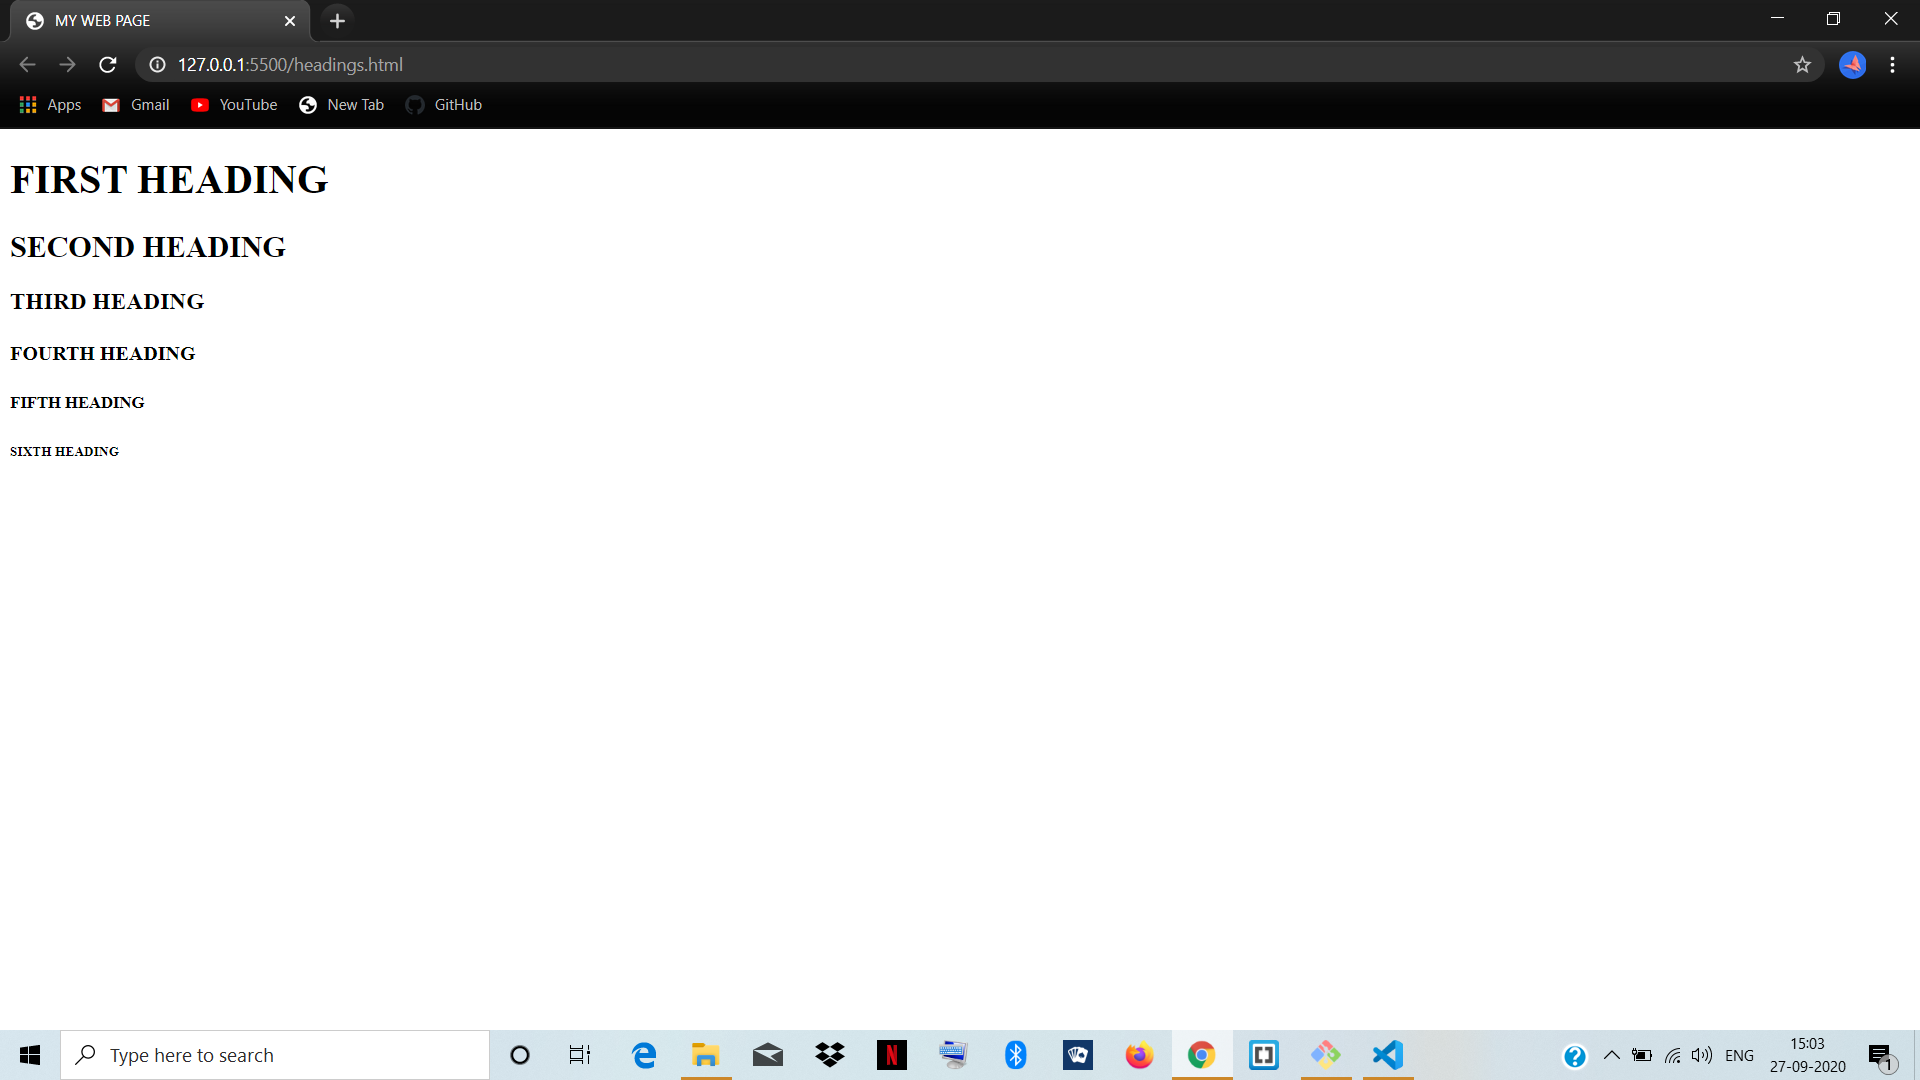 MY WEB PAGE
127.0.0.1:5500/headings.html
Apps Gmail YouTube New Tab GitHub
FIRST HEADING
SECOND HEADING
THIRD HEADING
FOURTH HEADING
FIFTH HEADING
SIXTH HEADING
Type here to search
N
ENG
15:03
27-09-2020
1